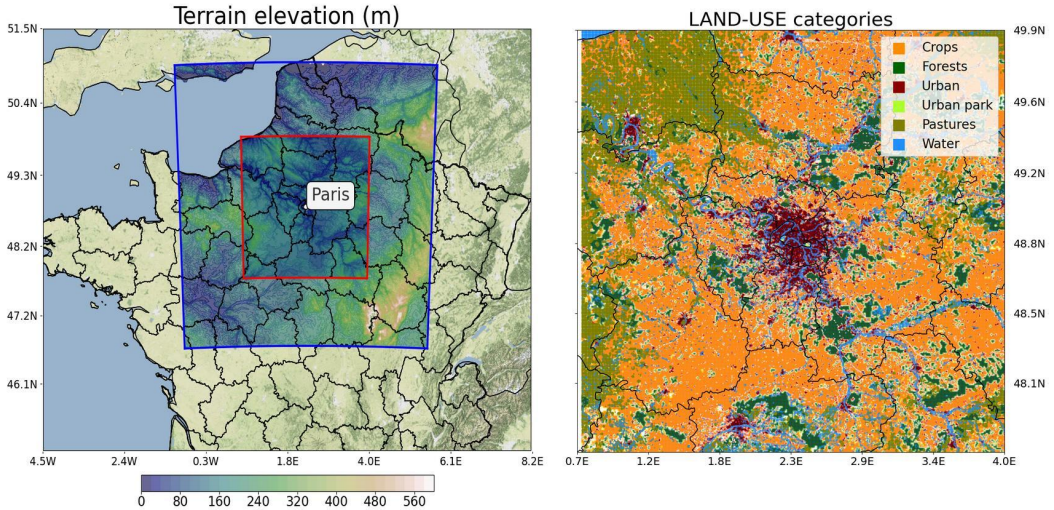 Terrain elevation (m)
51.5N
50.4N
49.3N
48.2N
47.2N
46.1N
Paris
4.5W 2.4W 0.3W 1.8E 4.0E 6.1E 8.2E
0 80 160 240 320 400 480 560
LAND-USE categories
Crops
Forests
Urban
Urban park
Pastures
Water
49.9N
49.6N
49.2N
48.8N
48.5N
48.1N
0.7E 1.2E 1.8E 2.3E 2.9E 3.4E 4.0E